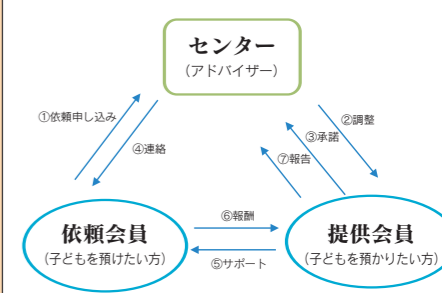 センター
(アドバイザー)
①依頼申し込み
②調整
③承諾
④連絡
⑦報告
依頼会員
(子どもを預けたい方)
⑥報酬
⑤サポート
提供会員
(子どもを預かりたい方)